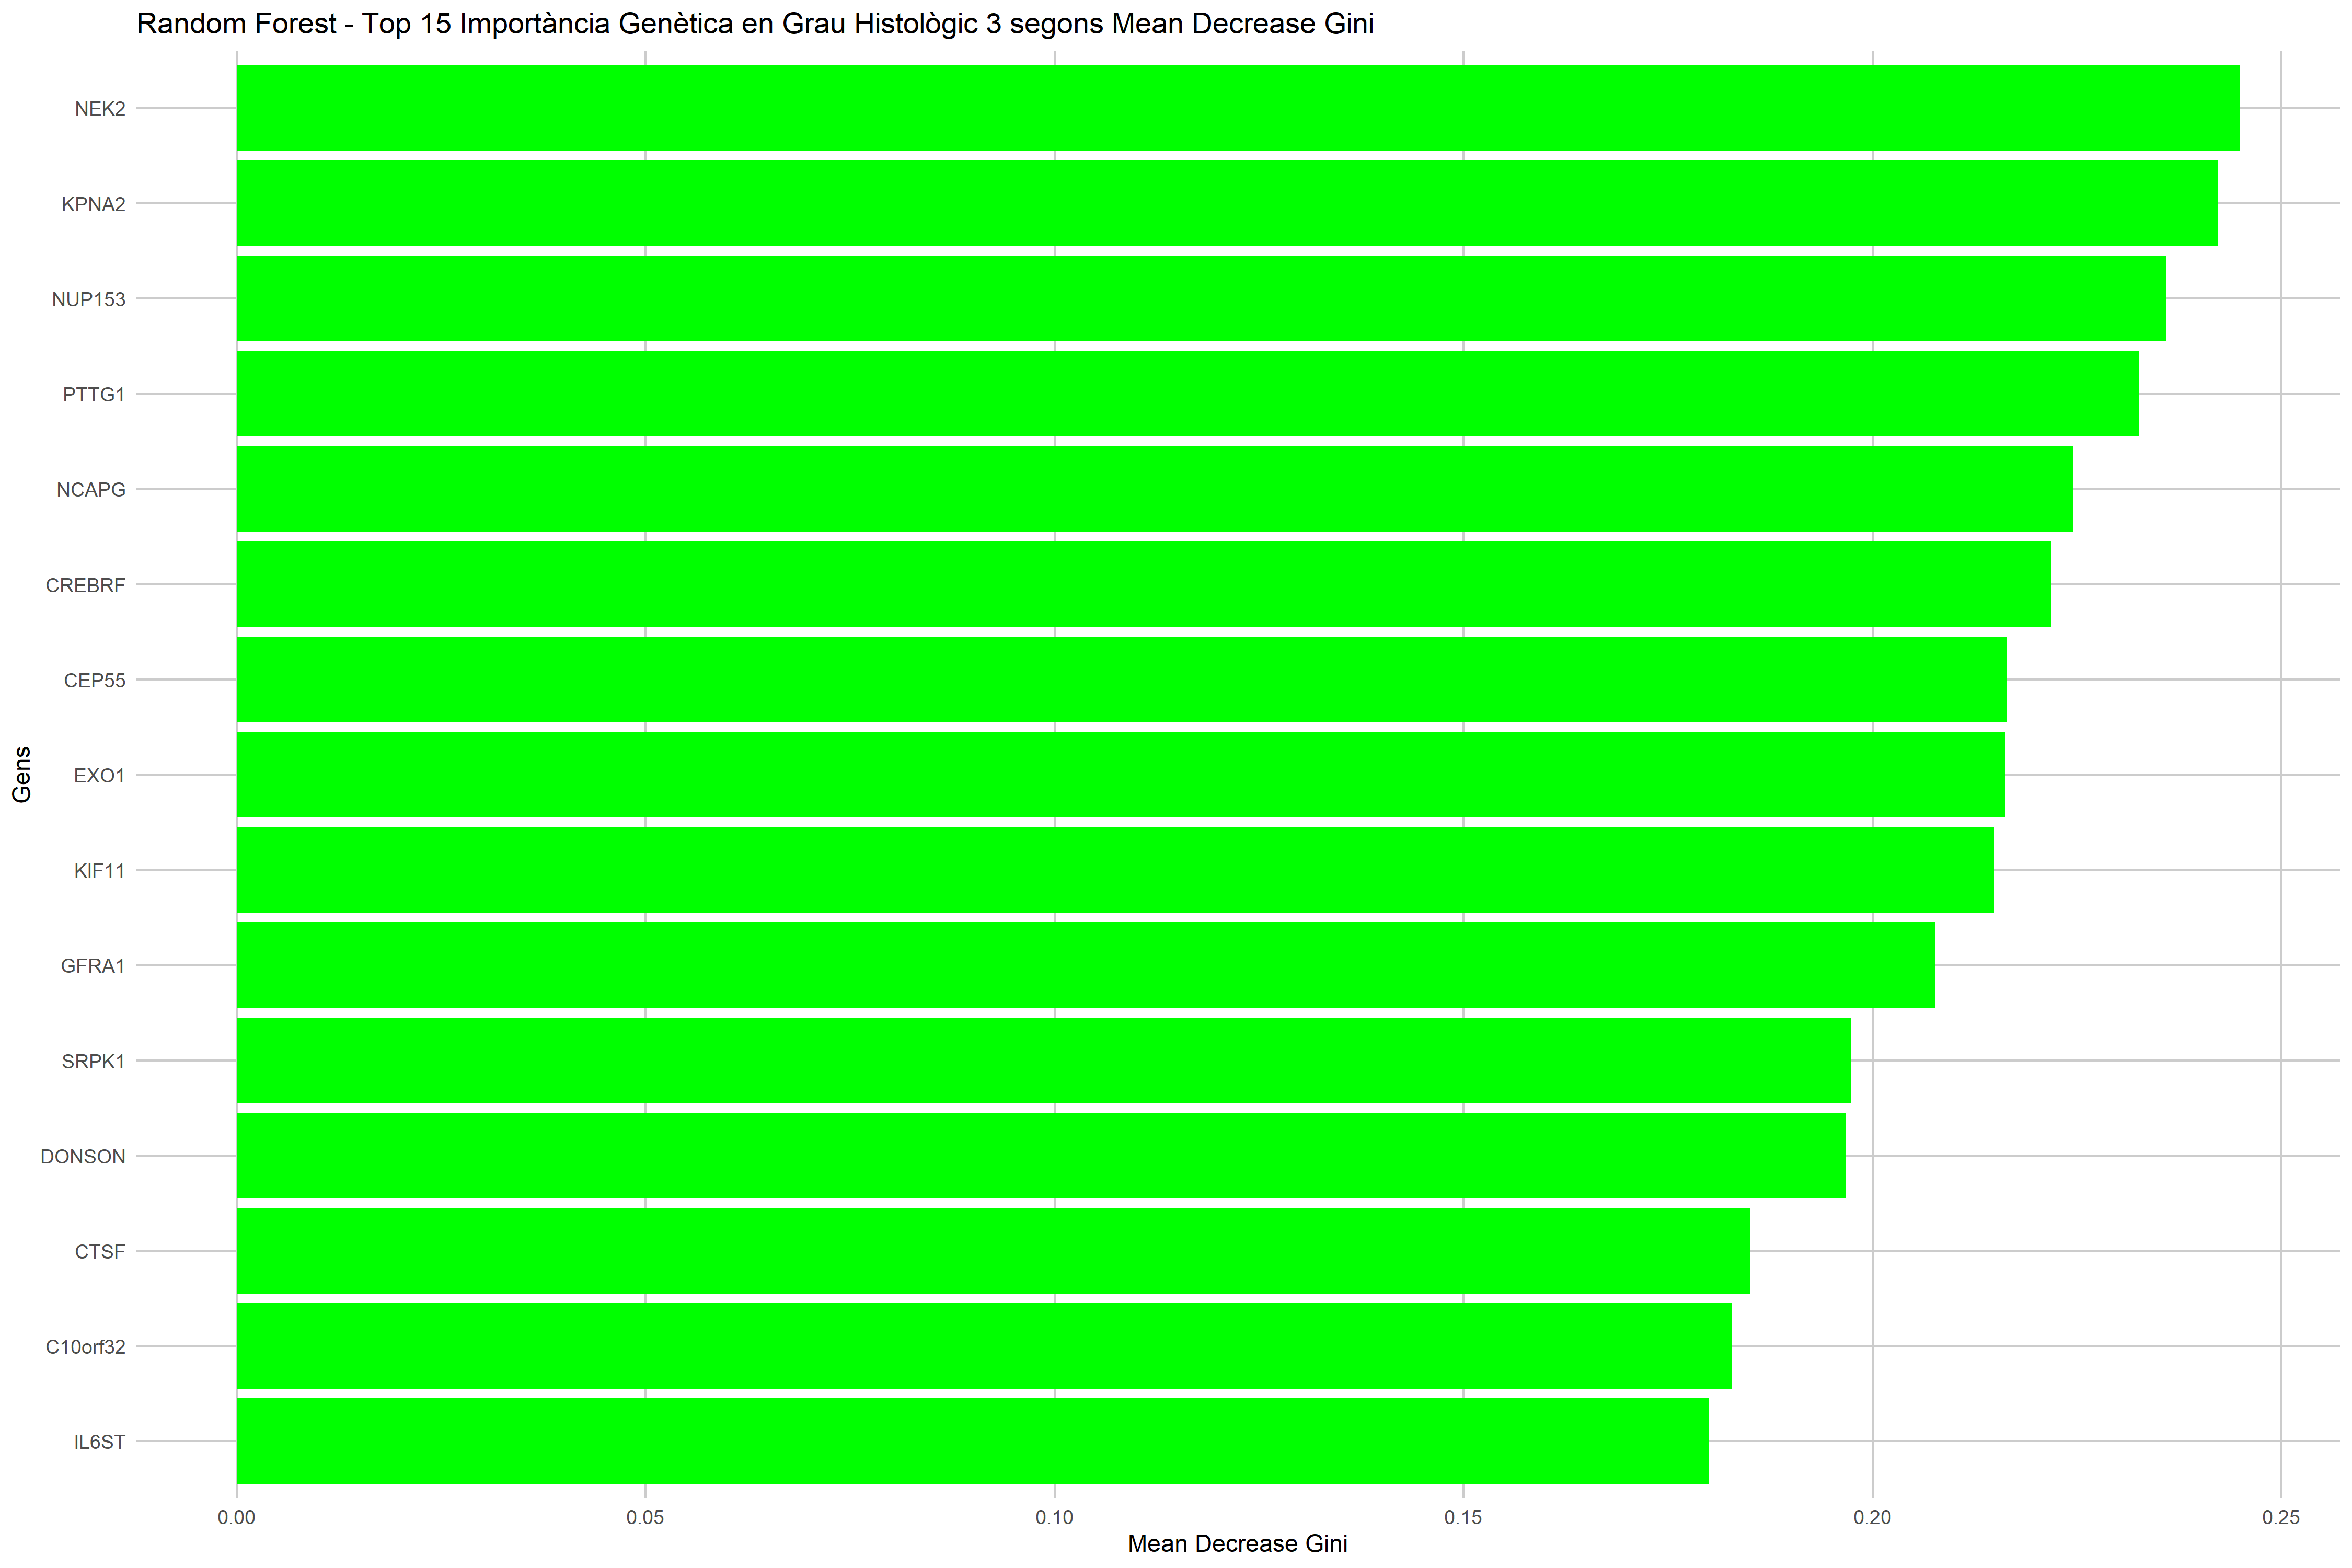 Random Forest - Top 15 Importància Genètica en Grau Histològic 3 segons Mean Decrease Gini
Gens
NEK2
KPNA2
NUP153
PTTG1
NCAPG
CREBRF
CEP55
EXO1
KIF11
GFRA1
SRPK1
DONSON
CTSF
C10orf32
IL6ST
0.00 0.05 0.10 0.15 0.20 0.25
Mean Decrease Gini